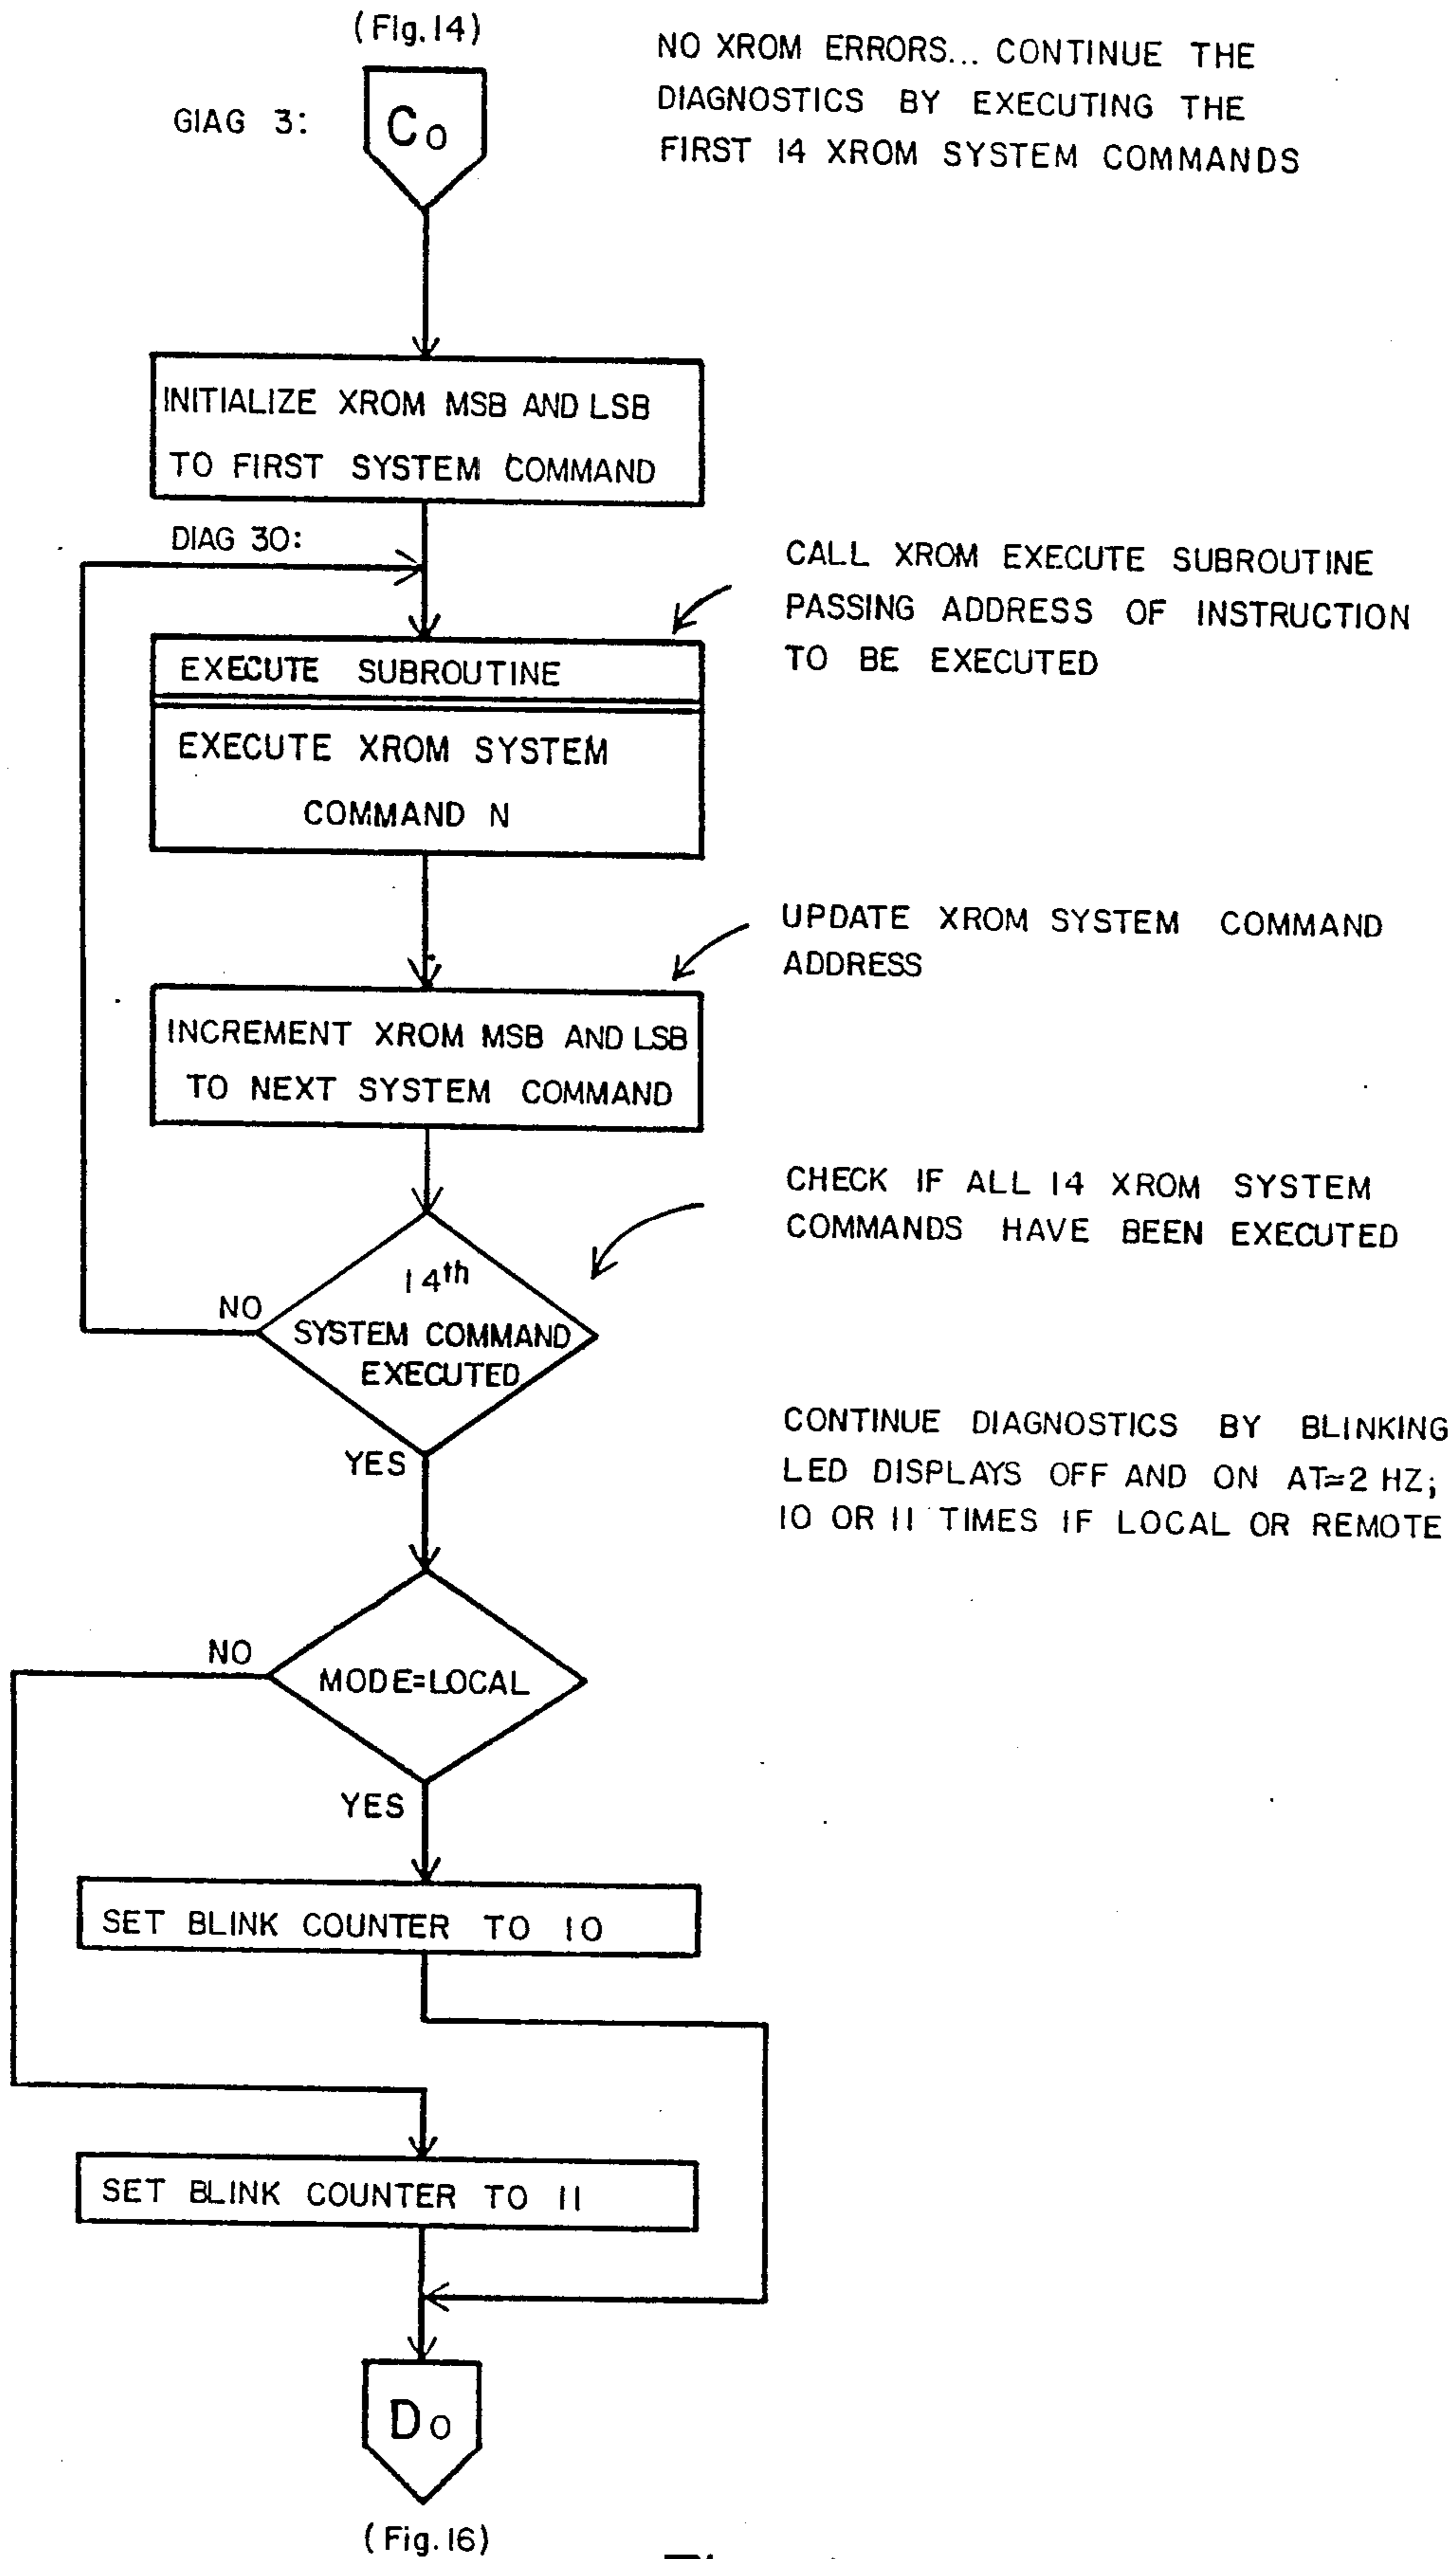 (Fig.14)
NO XROM ERRORS... CONTINUE THE
DIAGNOSTICS BY EXECUTING THE
FIRST 14 XROM SYSTEM COMMANDS
GIAG 3:
Co
INITIALIZE XROM MSB AND LSB
TO FIRST SYSTEM COMMAND
DIAG 30:
CALL XROM EXECUTE SUBROUTINE
PASSING ADDRESS OF INSTRUCTION
TO BE EXECUTED
EXECUTE SUBROUTINE
EXECUTE XROM SYSTEM
COMMAND N
UPDATE XROM SYSTEM COMMAND
ADDRESS
INCREMENT XROM MSB AND LSB
TO NEXT SYSTEM COMMAND
CHECK IF ALL 14 XROM SYSTEM
COMMANDS HAVE BEEN EXECUTED
14th
SYSTEM COMMAND
EXECUTED
NO
YES
CONTINUE DIAGNOSTICS BY BLINKING
LED DISPLAYS OFF AND ON AT≈2 HZ;
10 OR 11 TIMES IF LOCAL OR REMOTE
NO
MODE=LOCAL
YES
SET BLINK COUNTER TO 10
SET BLINK COUNTER TO 11
Do
(Fig.16)